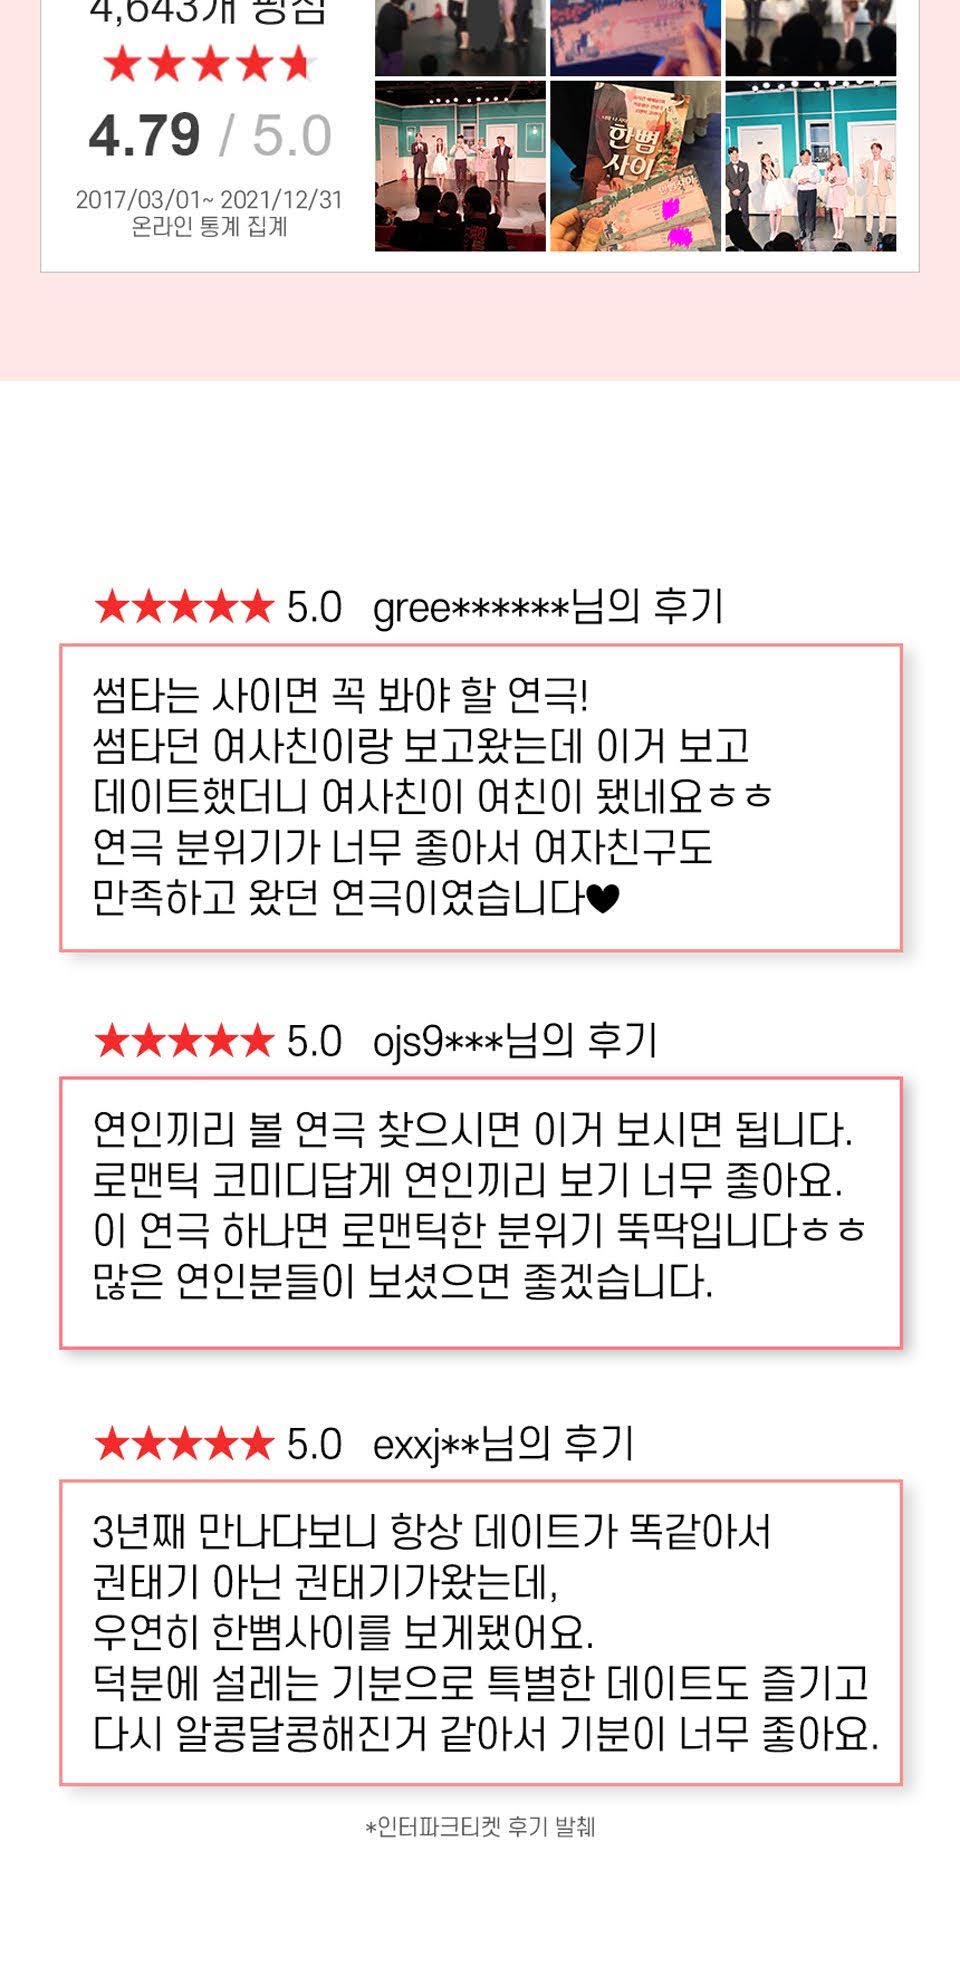 4,643개 평점
★★★★★
4.79 / 5.0
2017/03/01~ 2021/12/31
온라인 통계 집계
한뼘
사이
★★★★★ 5.0 gree******님의 후기
썸타는 사이면 꼭 봐야 할 연극!
썸타던 여사친이랑 보고왔는데 이거 보고
데이트했더니 여사친이 여친이 됐네요ㅎㅎ
연극 분위기가 너무 좋아서 여자친구도
만족하고 왔던 연극이였습니다♥
★★★★★ 5.0 ojs9***님의 후기
연인끼리 볼 연극 찾으시면 이거 보시면 됩니다.
로맨틱 코미디답게 연인끼리 보기 너무 좋아요.
이 연극 하나면 로맨틱한 분위기 뚝딱입니다ㅎㅎ
많은 연인분들이 보셨으면 좋겠습니다.
★★★★★ 5.0 exxj**님의 후기
3년째 만나다보니 항상 데이트가 똑같아서
권태기 아닌 권태기가왔는데,
우연히 한뼘사이를 보게됐어요.
덕분에 설레는 기분으로 특별한 데이트도 즐기고
다시 알콩달콩해진거 같아서 기분이 너무 좋아요.
*인터파크티켓 후기 발췌